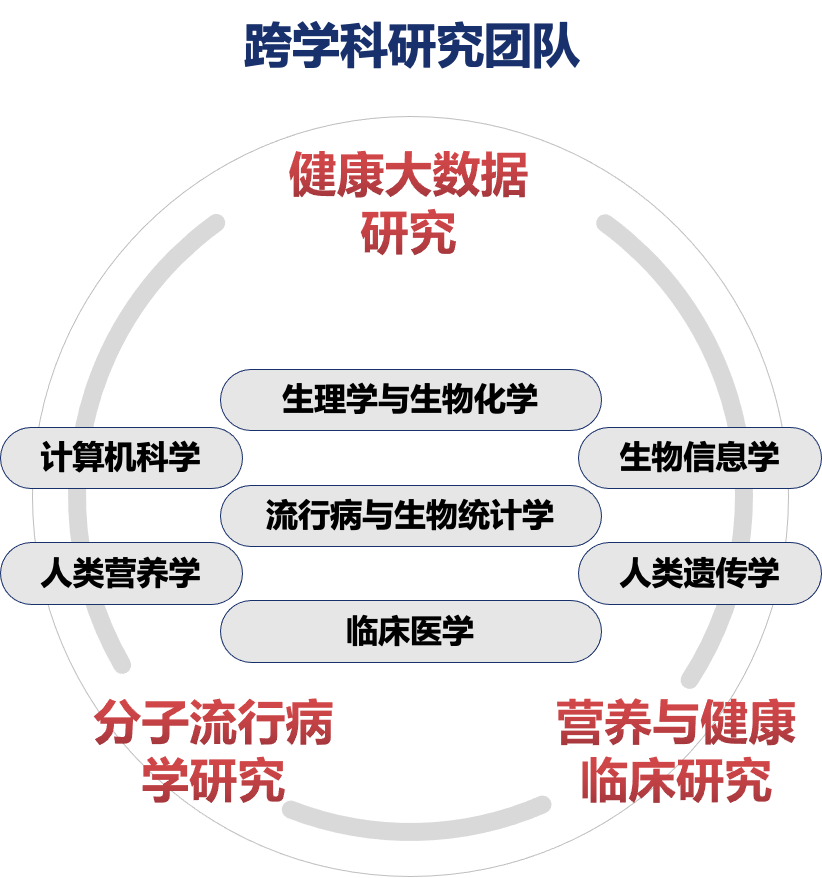 跨学科研究团队
健康大数据
研究
生理学与生物化学
计算机科学
生物信息学
流行病与生物统计学
人类营养学
人类遗传学
临床医学
分子流行病
学研究
营养与健康
临床研究